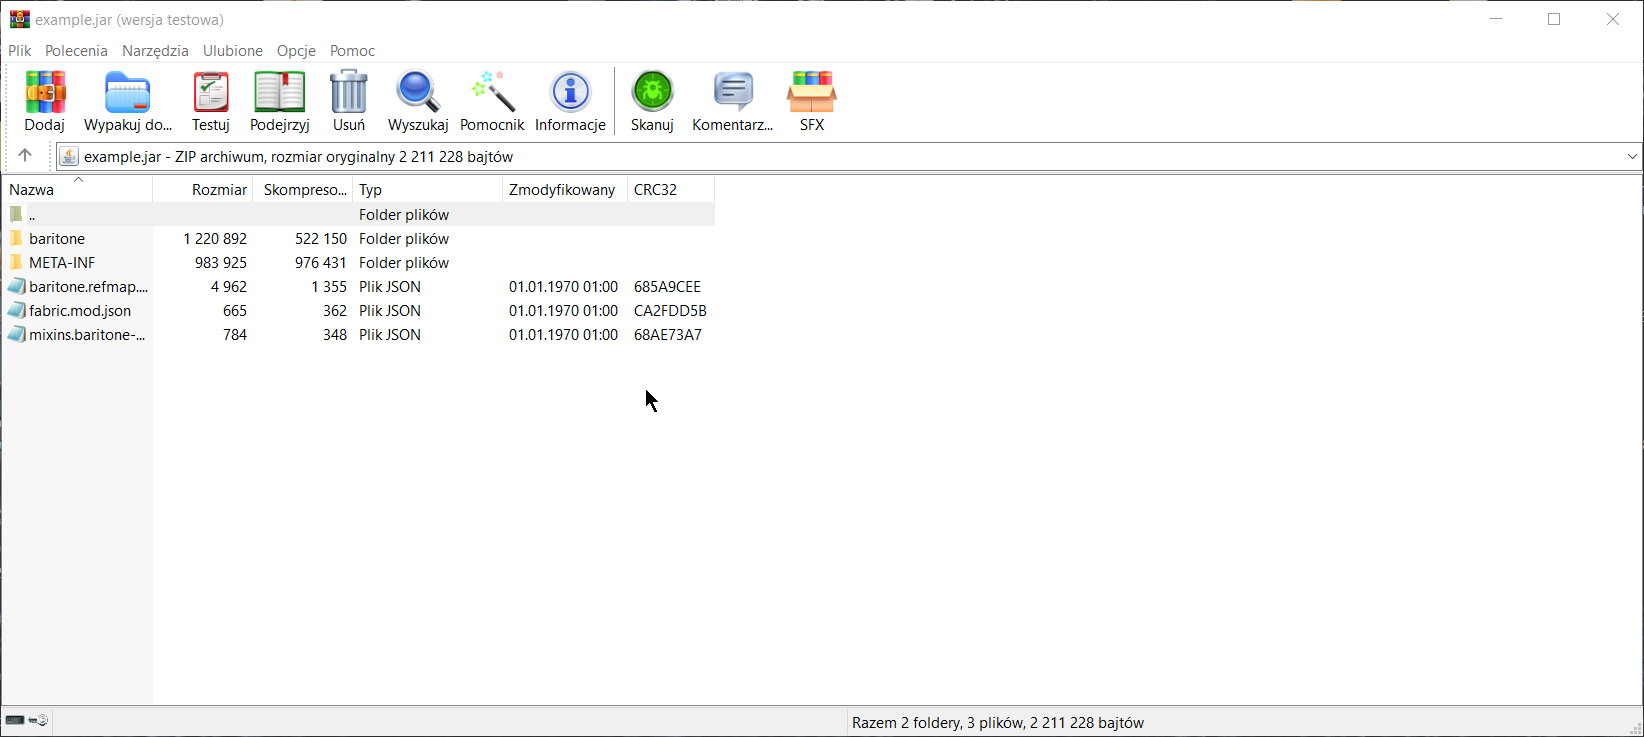 example.jar (wersja testowa)
Plik Polecenia Narzędzia Ulubione Opcje Pomoc
Dodaj Wypakuj do... Testuj Podejrzyj Usuń Wyszukaj Pomocnik Informacje Skanuj Komentarz... SFX
example.jar - ZIP archiwum, rozmiar oryginalny 2 211 228 bajtów
Nazwa Rozmiar Skompreso... Typ Zmodyfikowany CRC32
.. Folder plików
baritone 1 220 892 522 150 Folder plików
META-INF 983 925 976 431 Folder plików
baritone.refmap.... 4 962 1 355 Plik JSON 01.01.1970 01:00 685A9CEE
fabric.mod.json 665 362 Plik JSON 01.01.1970 01:00 CA2FDD5B
mixins.baritone-... 784 348 Plik JSON 01.01.1970 01:00 68AE73A7
Razem 2 foldery, 3 plików, 2 211 228 bajtów